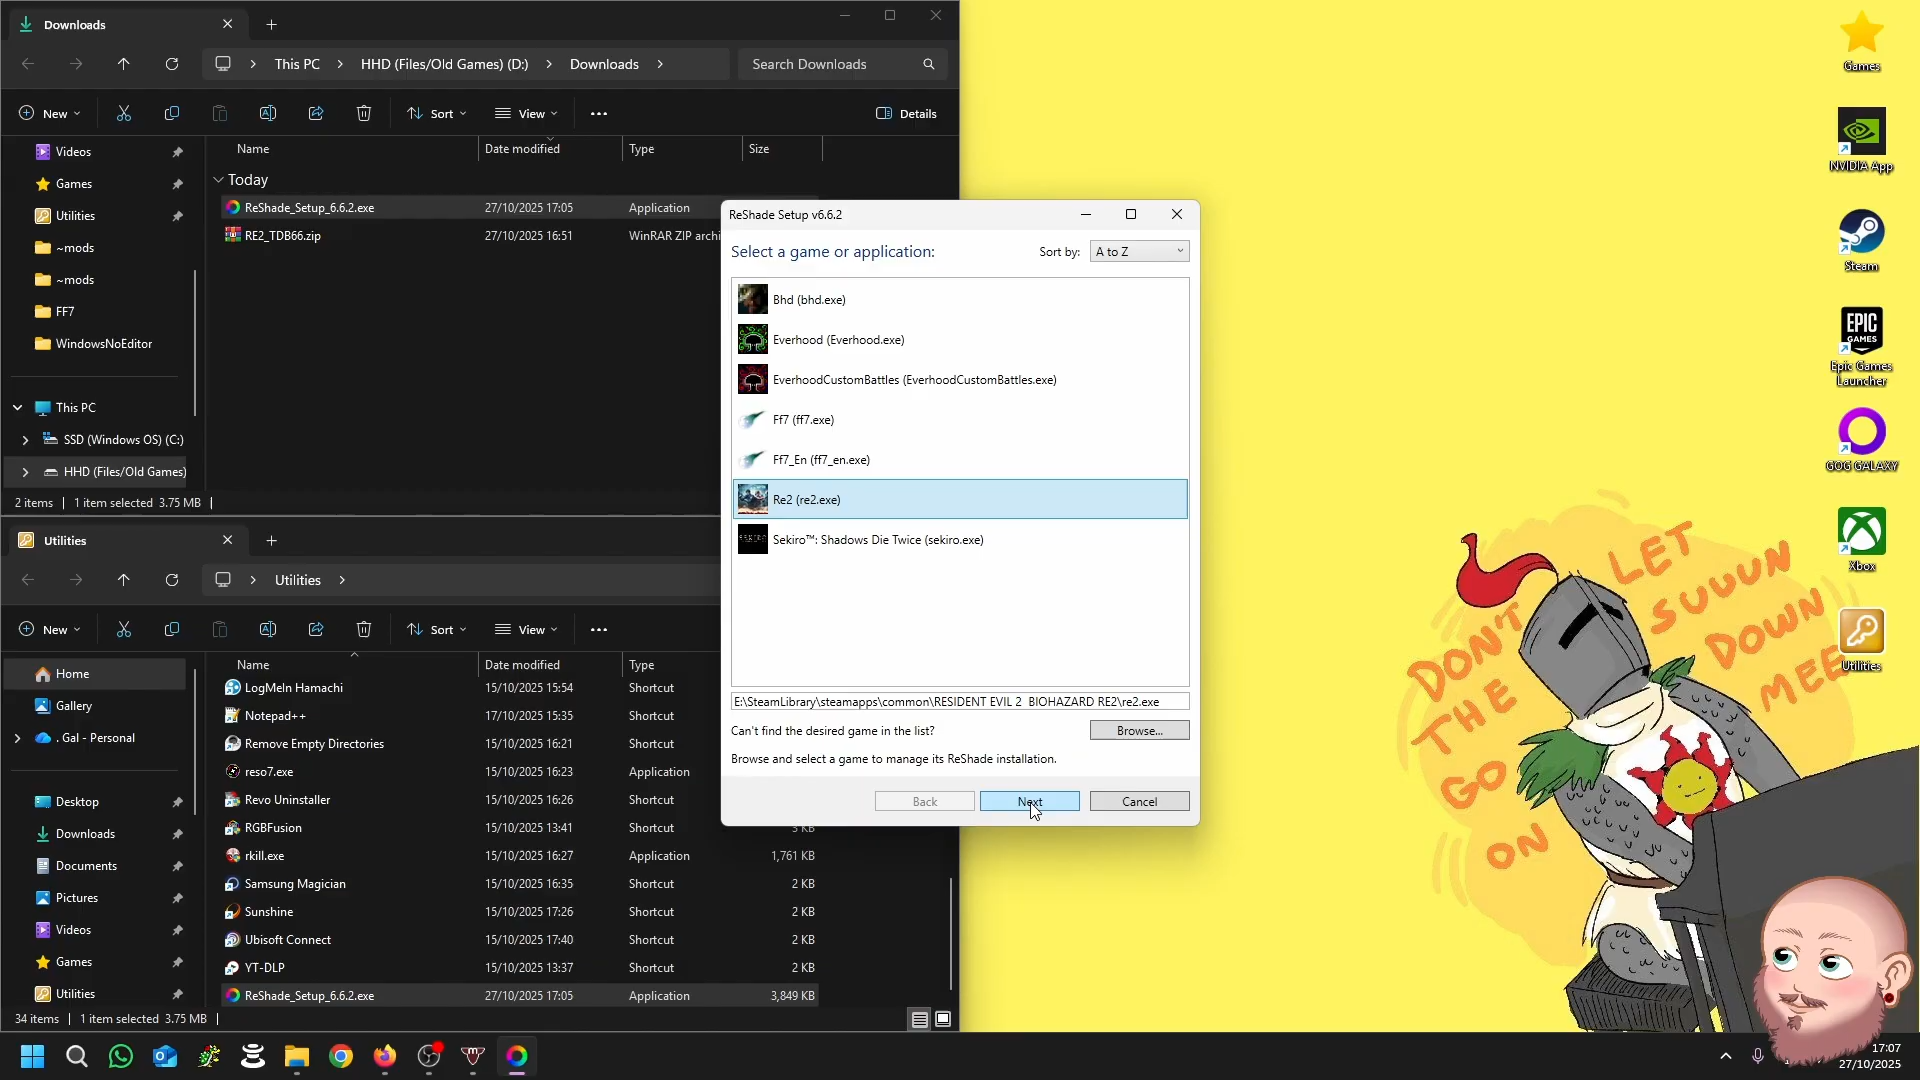 Downloads
This PC
HHD (Files/Old Games) (D:)
Downloads
Search Downloads
New
Sort
View
Details
Name
Date modified
Type
Size
Today
ReShade_Setup_6.6.2.exe
27/10/2025 17:05
Application
RE2_TDB66.zip
27/10/2025 16:51
WinRAR ZIP archi
Videos
Games
Utilities
~mods
~mods
FF7
WindowsNoEditor
This PC
SSD (Windows OS) (C:)
HHD (Files/Old Games)
2 items
1 item selected 3.75 MB
Utilities
Utilities
New
Sort
View
Name
Date modified
Type
Home
Gallery
. Gal - Personal
Desktop
Downloads
Documents
Pictures
Videos
Games
Utilities
LogMeIn Hamachi 15/10/2025 15:54 Shortcut
Notepad++ 17/10/2025 15:35 Shortcut
Remove Empty Directories 15/10/2025 16:21 Shortcut
reso7.exe 15/10/2025 16:23 Application
Revo Uninstaller 15/10/2025 16:26 Shortcut
RGBFusion 15/10/2025 13:41 Shortcut 3 KB
rkill.exe 15/10/2025 16:27 Application 1,761 KB
Samsung Magician 15/10/2025 16:35 Shortcut 2 KB
Sunshine 15/10/2025 17:26 Shortcut 2 KB
Ubisoft Connect 15/10/2025 17:40 Shortcut 2 KB
YT-DLP 15/10/2025 13:37 Shortcut 2 KB
ReShade_Setup_6.6.2.exe 27/10/2025 17:05 Application 3,849 KB
34 items
1 item selected 3.75 MB
ReShade Setup v6.6.2
Select a game or application:
Sort by:
A to Z
Bhd (bhd.exe)
Everhood (Everhood.exe)
EverhoodCustomBattles (EverhoodCustomBattles.exe)
Ff7 (ff7.exe)
Ff7_En (ff7_en.exe)
Re2 (re2.exe)
SEKIRO
Sekiro™: Shadows Die Twice (sekiro.exe)
E:\SteamLibrary\steamapps\common\RESIDENT EVIL 2  BIOHAZARD RE2\re2.exe
Can't find the desired game in the list?
Browse...
Browse and select a game to manage its ReShade installation.
Back
Next
Cancel
Games
NVIDIA App
Steam
EPIC
GAMES
Epic Games
Launcher
GOG GALAXY
Xbox
Utilities
DON'T
LET
THE
SUUUN
GO
DOWN
ON
MEE
17:07
27/10/2025